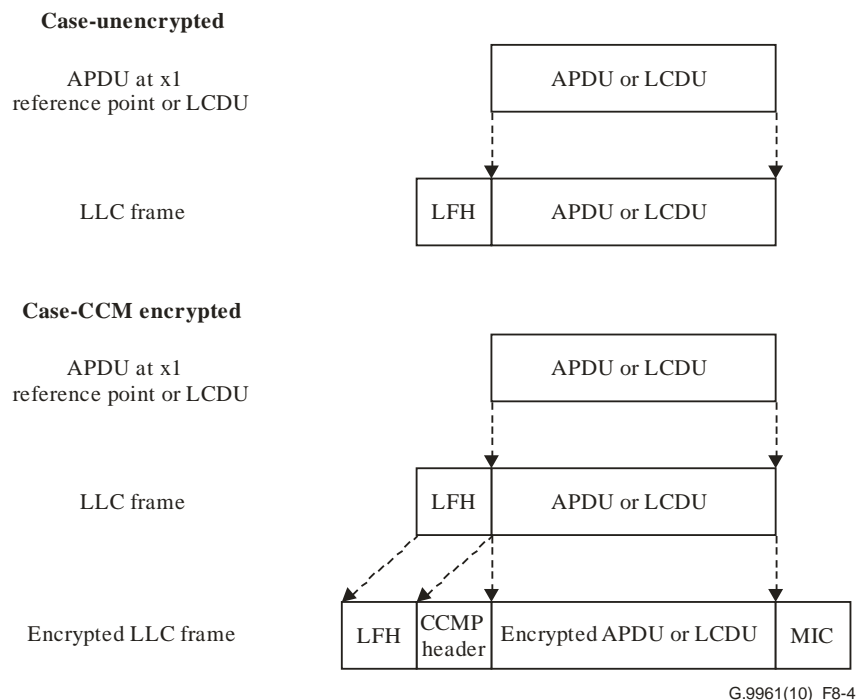 Case-unencrypted
APDU at x1
reference point or LCDU
APDU or LCDU
LLC frame
LFH
APDU or LCDU
Case-CCM encrypted
APDU at x1
reference point or LCDU
APDU or LCDU
LLC frame
LFH
APDU or LCDU
Encrypted LLC frame
LFH
CCMP
header
Encrypted APDU or LCDU
MIC
G.9961(10)_F8-4